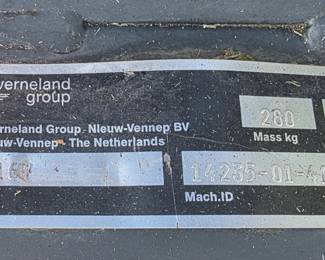 verneland
group
erneland Group Nieuw-Vennep BV
uw-Vennep The Netherlands
280
Mass kg
14235-01-4
Mach.ID